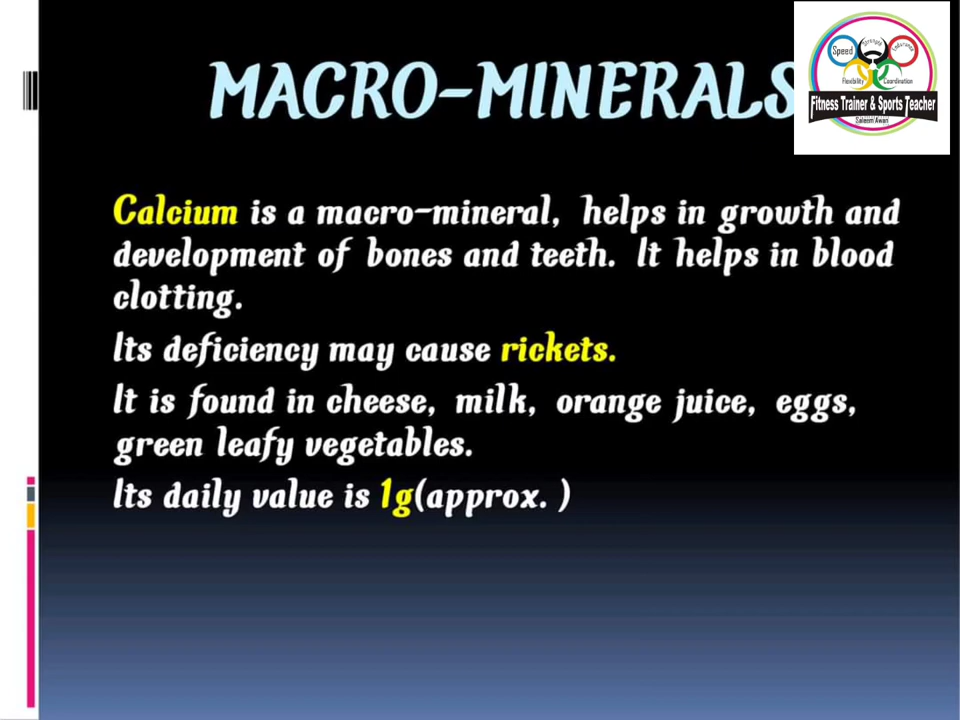 MACRO-MINERALS
Speed
Strength
Endurance
Flexibility
Coordination
Fitness Trainer & Sports Teacher
Saleem Awan
Calcium is a macro-mineral, helps in growth and
development of bones and teeth. It helps in blood
clotting.
Its deficiency may cause rickets.
It is found in cheese, milk, orange juice, eggs,
green leafy vegetables.
Its daily value is 1g(approx. )